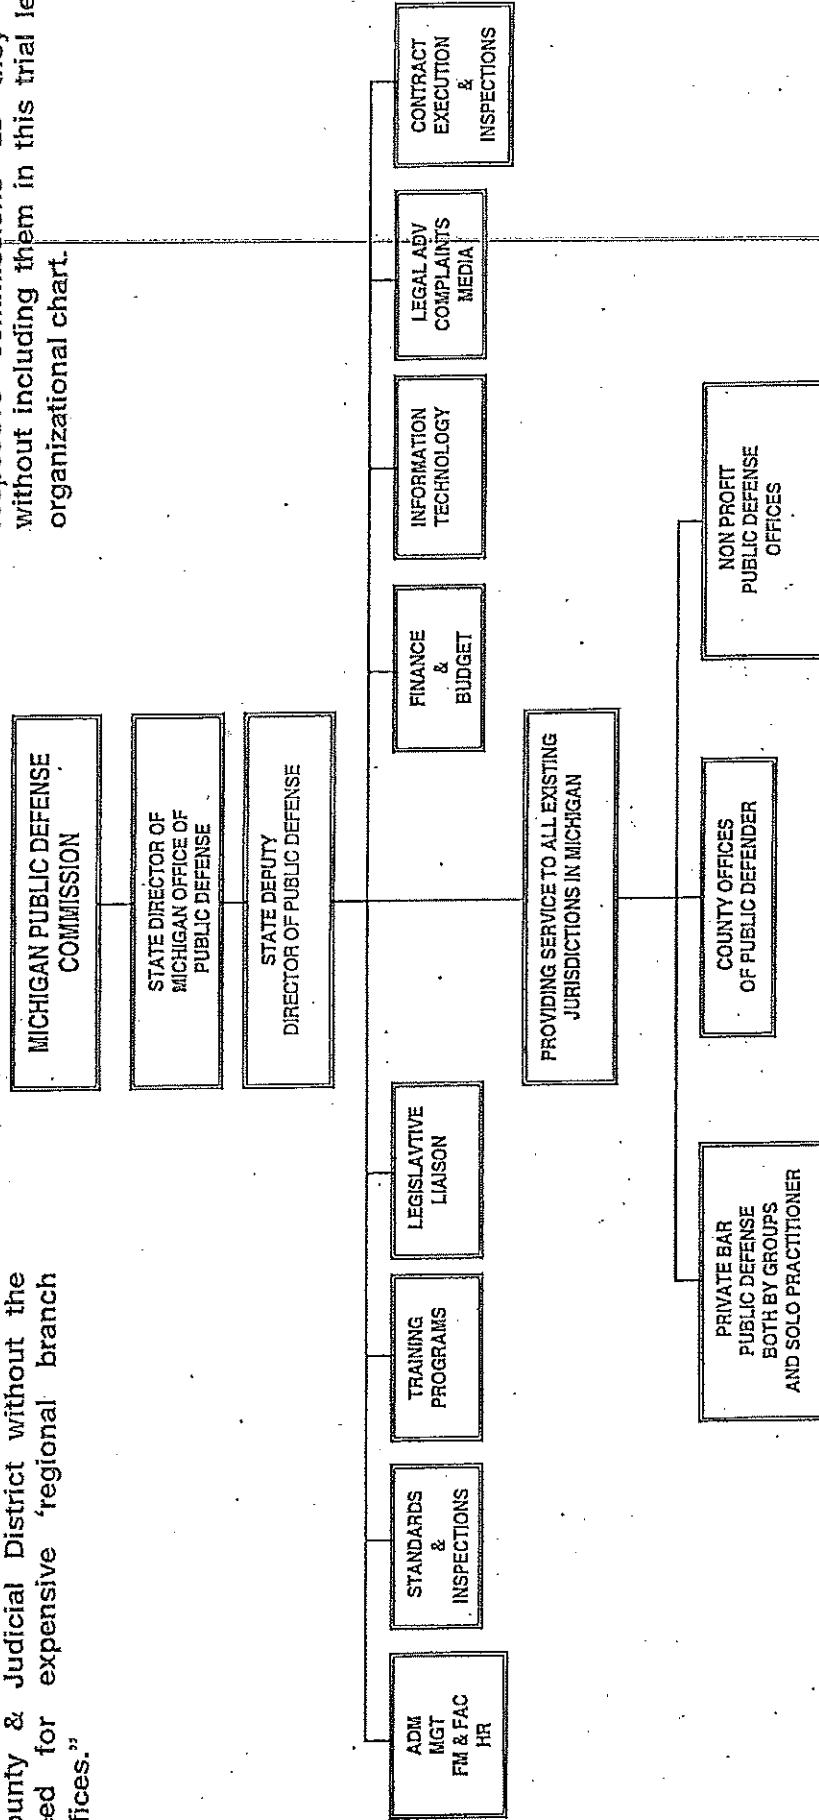 ounty & Judicial District without the
ed for expensive 'regional branch
fices."
without including them in this trial le
organizational chart.
MICHIGAN PUBLIC DEFENSE
COMMISSION
STATE DIRECTOR OF
MICHIGAN OFFICE OF
PUBLIC DEFENSE
STATE DEPUTY
DIRECTOR OF PUBLIC DEFENSE
ADM
MGT
FM & FAC
HR
STANDARDS
&
INSPECTIONS
TRAINING
PROGRAMS
LEGISLAVTIVE
LIAISON
FINANCE
&
BUDGET
INFORMATION
TECHNOLOGY
LEGAL ADV
COMPLAINTS
MEDIA
CONTRACT
EXECUTION
&
INSPECTIONS
PROVIDING SERVICE TO ALL EXISTING
JURISDICTIONS IN MICHIGAN
PRIVATE BAR
PUBLIC DEFENSE
BOTH BY GROUPS
AND SOLO PRACTITIONER
COUNTY OFFICES
OF PUBLIC DEFENDER
NON PROFIT
PUBLIC DEFENSE
OFFICES